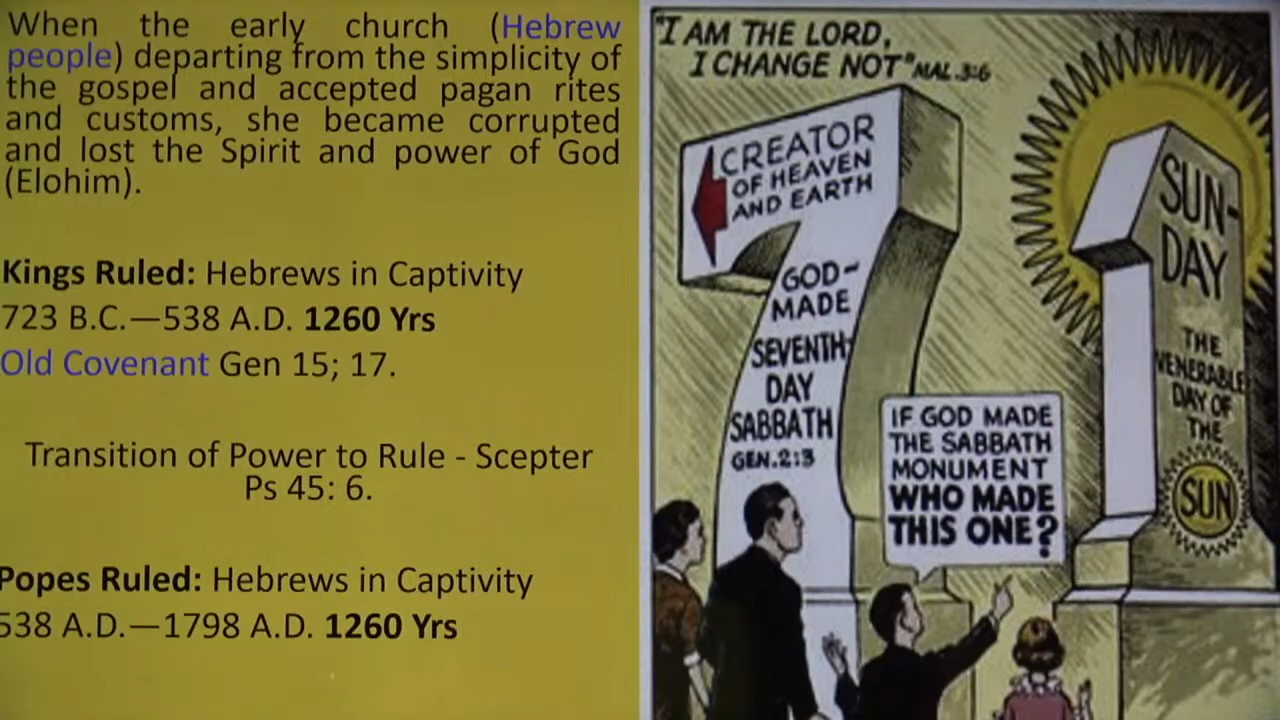 When the early church (Hebrew
people) departing from the simplicity of
the gospel and accepted pagan rites
and customs, she became corrupted
and lost the Spirit and power of God
(Elohim).
Kings Ruled: Hebrews in Captivity
723 B.C.—538 A.D. 1260 Yrs
Old Covenant Gen 15; 17.
Transition of Power to Rule - Scepter
Ps 45: 6.
Popes Ruled: Hebrews in Captivity
538 A.D.—1798 A.D. 1260 Yrs
"I AM THE LORD,
I CHANGE NOT" MAL. 3:6
CREATOR
OF HEAVEN
AND EARTH
GOD-
MADE
SEVENTH-
DAY
SABBATH
GEN. 2:3
IF GOD MADE
THE SABBATH
MONUMENT
WHO MADE
THIS ONE?
SUN-
DAY
THE
VENERABLE
DAY OF
THE
SUN